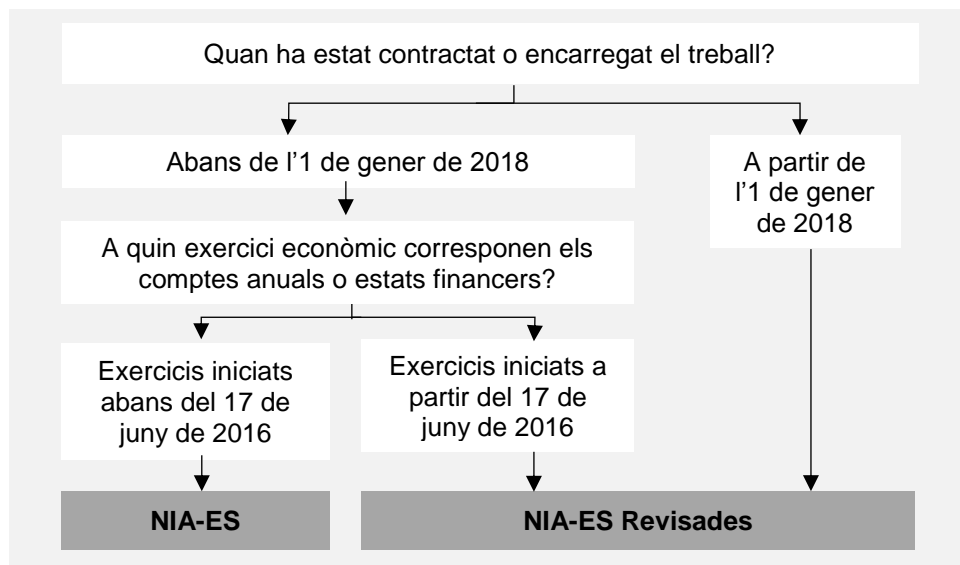 Quan ha estat contractat o encarregat el treball?
Abans de l’1 de gener de 2018
A partir de
l’1 de gener
de 2018
A quin exercici econòmic corresponen els
comptes anuals o estats financers?
Exercicis iniciats
abans del 17 de
juny de 2016
Exercicis iniciats a
partir del 17 de
juny de 2016
NIA-ES
NIA-ES Revisades